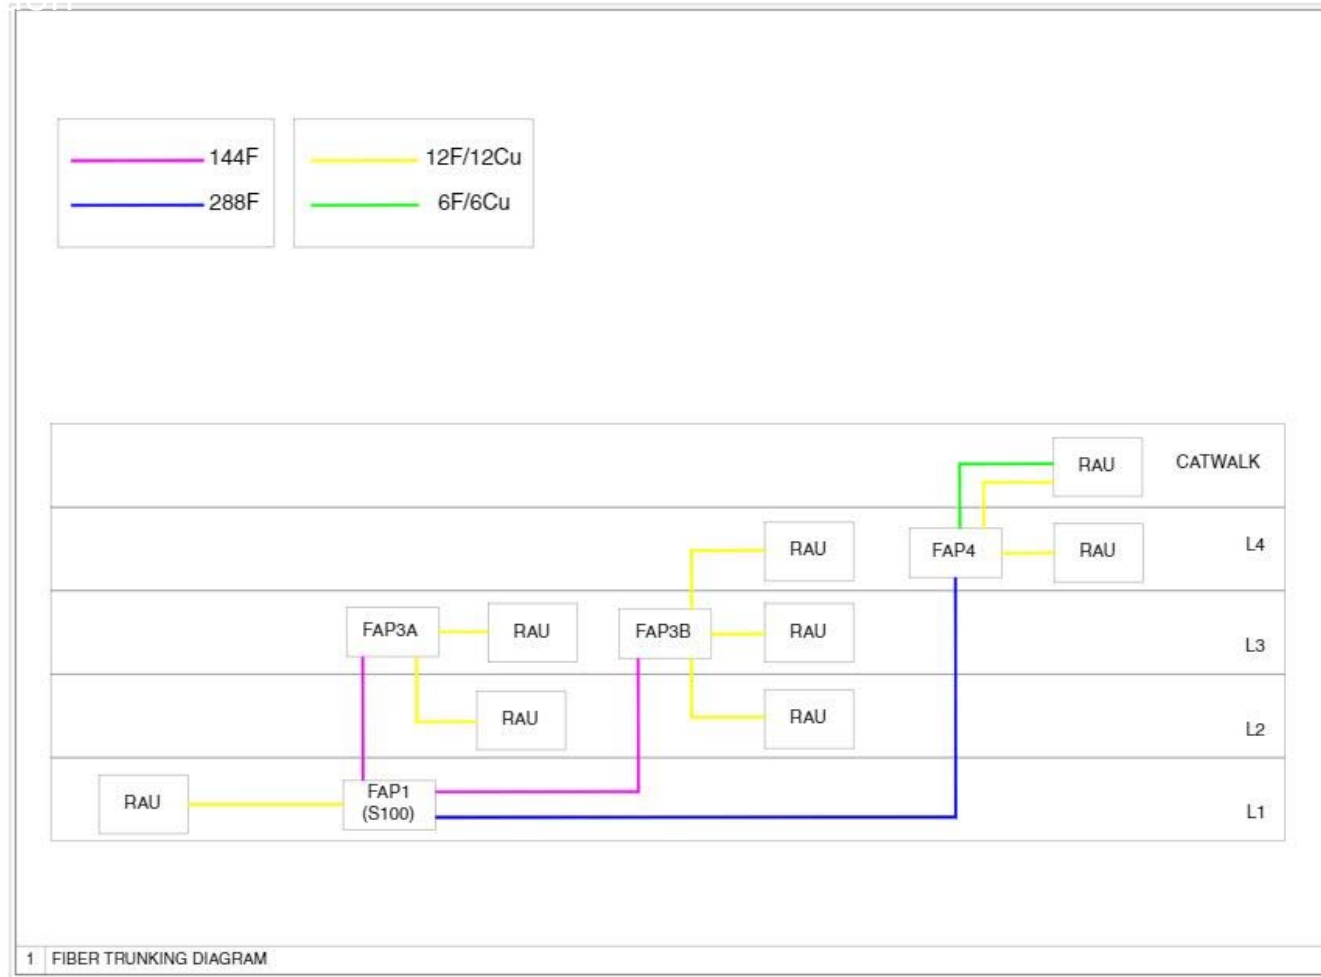 144F
288F
12F/12Cu
6F/6Cu
RAU
CATWALK
RAU
FAP4
RAU
L4
FAP3A
RAU
FAP3B
RAU
L3
RAU
RAU
L2
RAU
FAP1
(S100)
L1
1 FIBER TRUNKING DIAGRAM